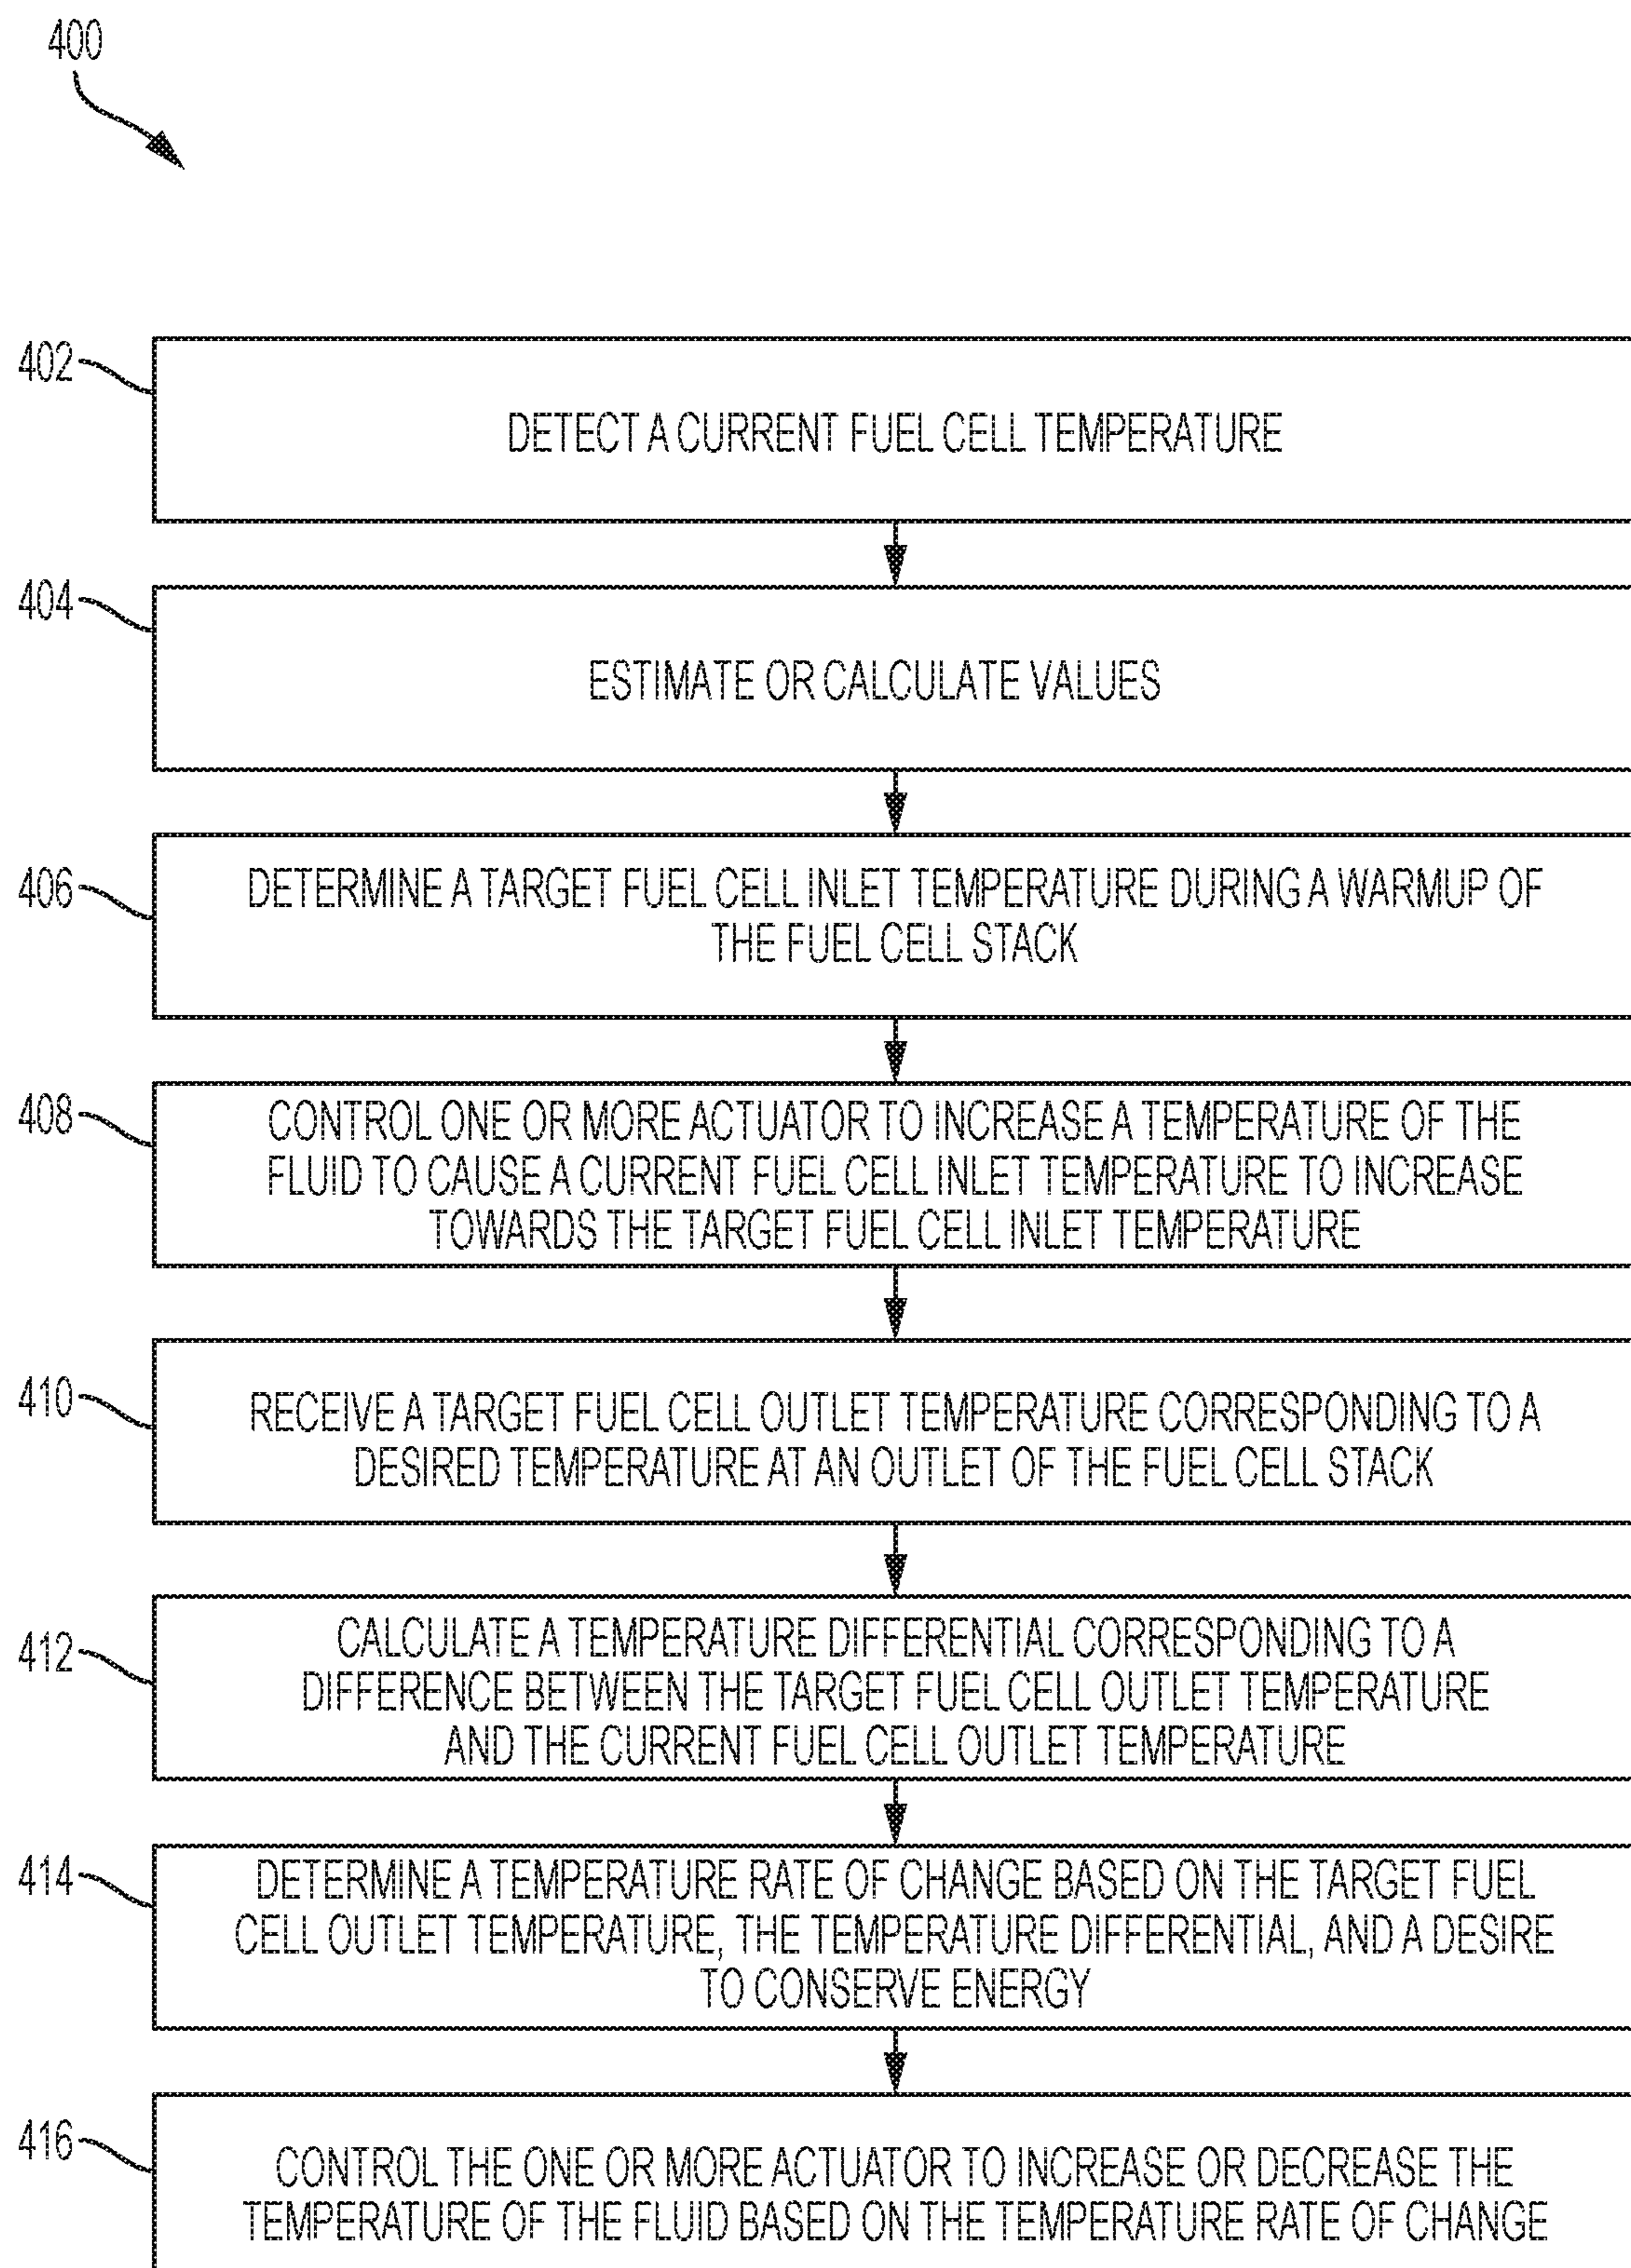 400
402
DETECT A CURRENT FUEL CELL TEMPERATURE
404
ESTIMATE OR CALCULATE VALUES
406
DETERMINE A TARGET FUEL CELL INLET TEMPERATURE DURING A WARMUP OF
THE FUEL CELL STACK
408
CONTROL ONE OR MORE ACTUATOR TO INCREASE A TEMPERATURE OF THE
FLUID TO CAUSE A CURRENT FUEL CELL INLET TEMPERATURE TO INCREASE
TOWARDS THE TARGET FUEL CELL INLET TEMPERATURE
410
RECEIVE A TARGET FUEL CELL OUTLET TEMPERATURE CORRESPONDING TO A
DESIRED TEMPERATURE AT AN OUTLET OF THE FUEL CELL STACK
412
CALCULATE A TEMPERATURE DIFFERENTIAL CORRESPONDING TO A
DIFFERENCE BETWEEN THE TARGET FUEL CELL OUTLET TEMPERATURE
AND THE CURRENT FUEL CELL OUTLET TEMPERATURE
414
DETERMINE A TEMPERATURE RATE OF CHANGE BASED ON THE TARGET FUEL
CELL OUTLET TEMPERATURE, THE TEMPERATURE DIFFERENTIAL, AND A DESIRE
TO CONSERVE ENERGY
416
CONTROL THE ONE OR MORE ACTUATOR TO INCREASE OR DECREASE THE
TEMPERATURE OF THE FLUID BASED ON THE TEMPERATURE RATE OF CHANGE